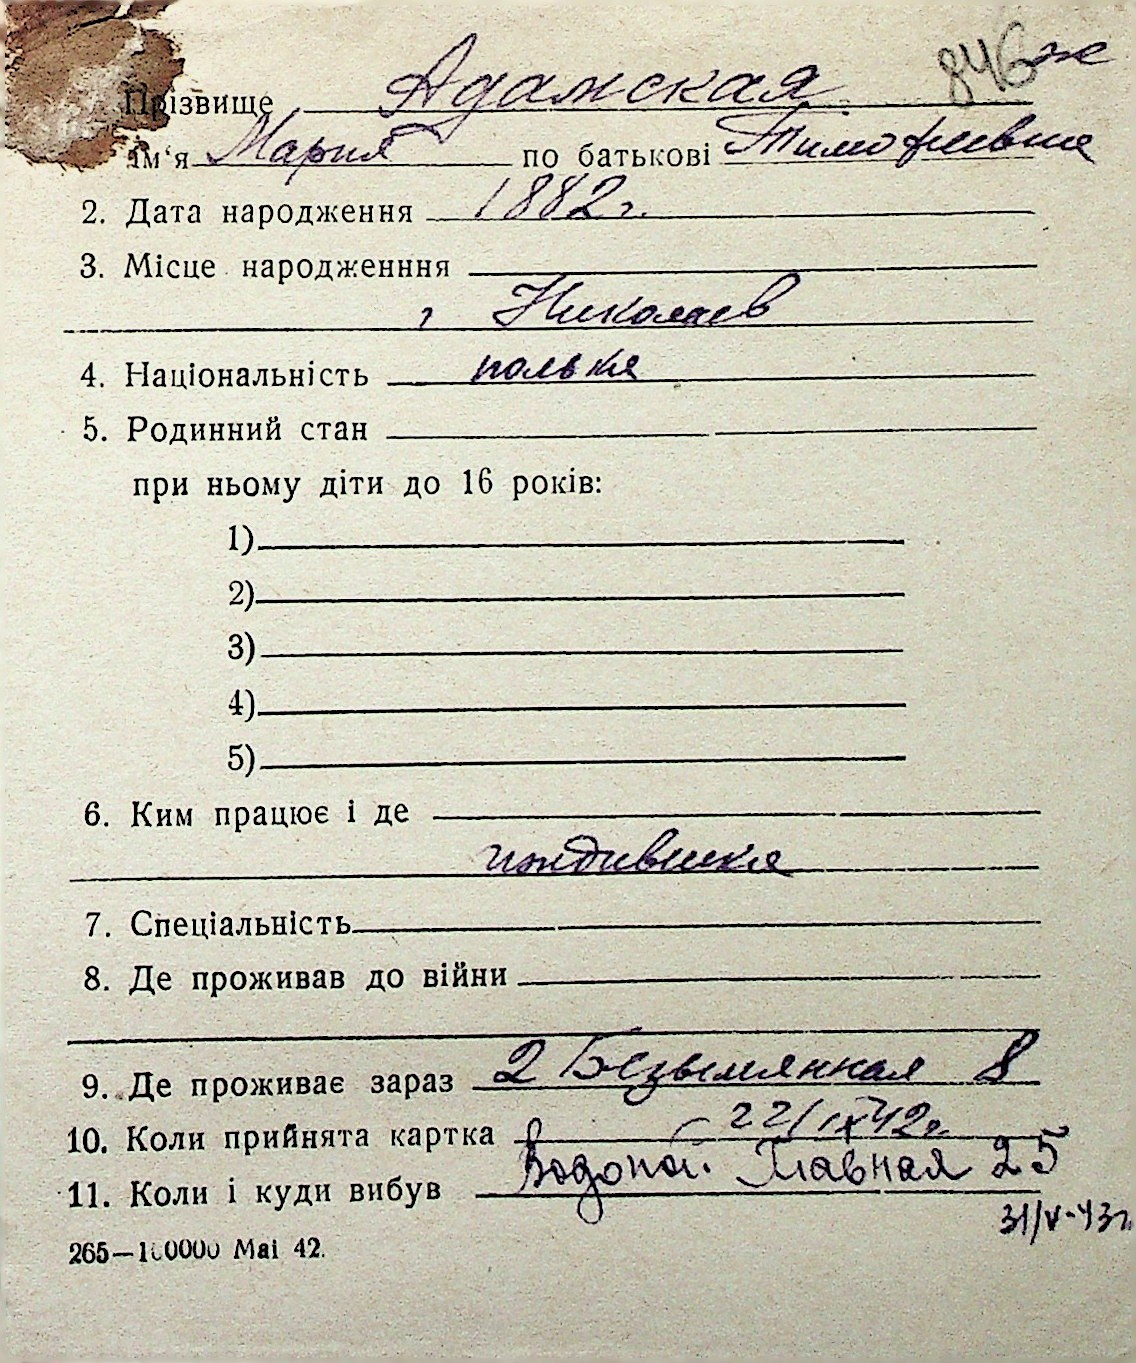 846 ж
Прізвище Адамская
Ім‘я Мария по батькові Тимофеевна
2. Дата народження 1882 г.
3. Місце народженння
г Николаев
4. Національність полька
5. Родинний стан
при ньому діти до 16 років:
1)
2)
3)
4)
5)
6. Ким працює і де
иждивенка
7. Спеціальність
8. Де проживав до війни
9. Де проживає зараз 2 Безымянная 8
10. Коли прийнята картка 22/IX 42г.
11. Коли і куди вибув Водопой. Главная 25
31/V-43г.
265—100000 Mai 42.